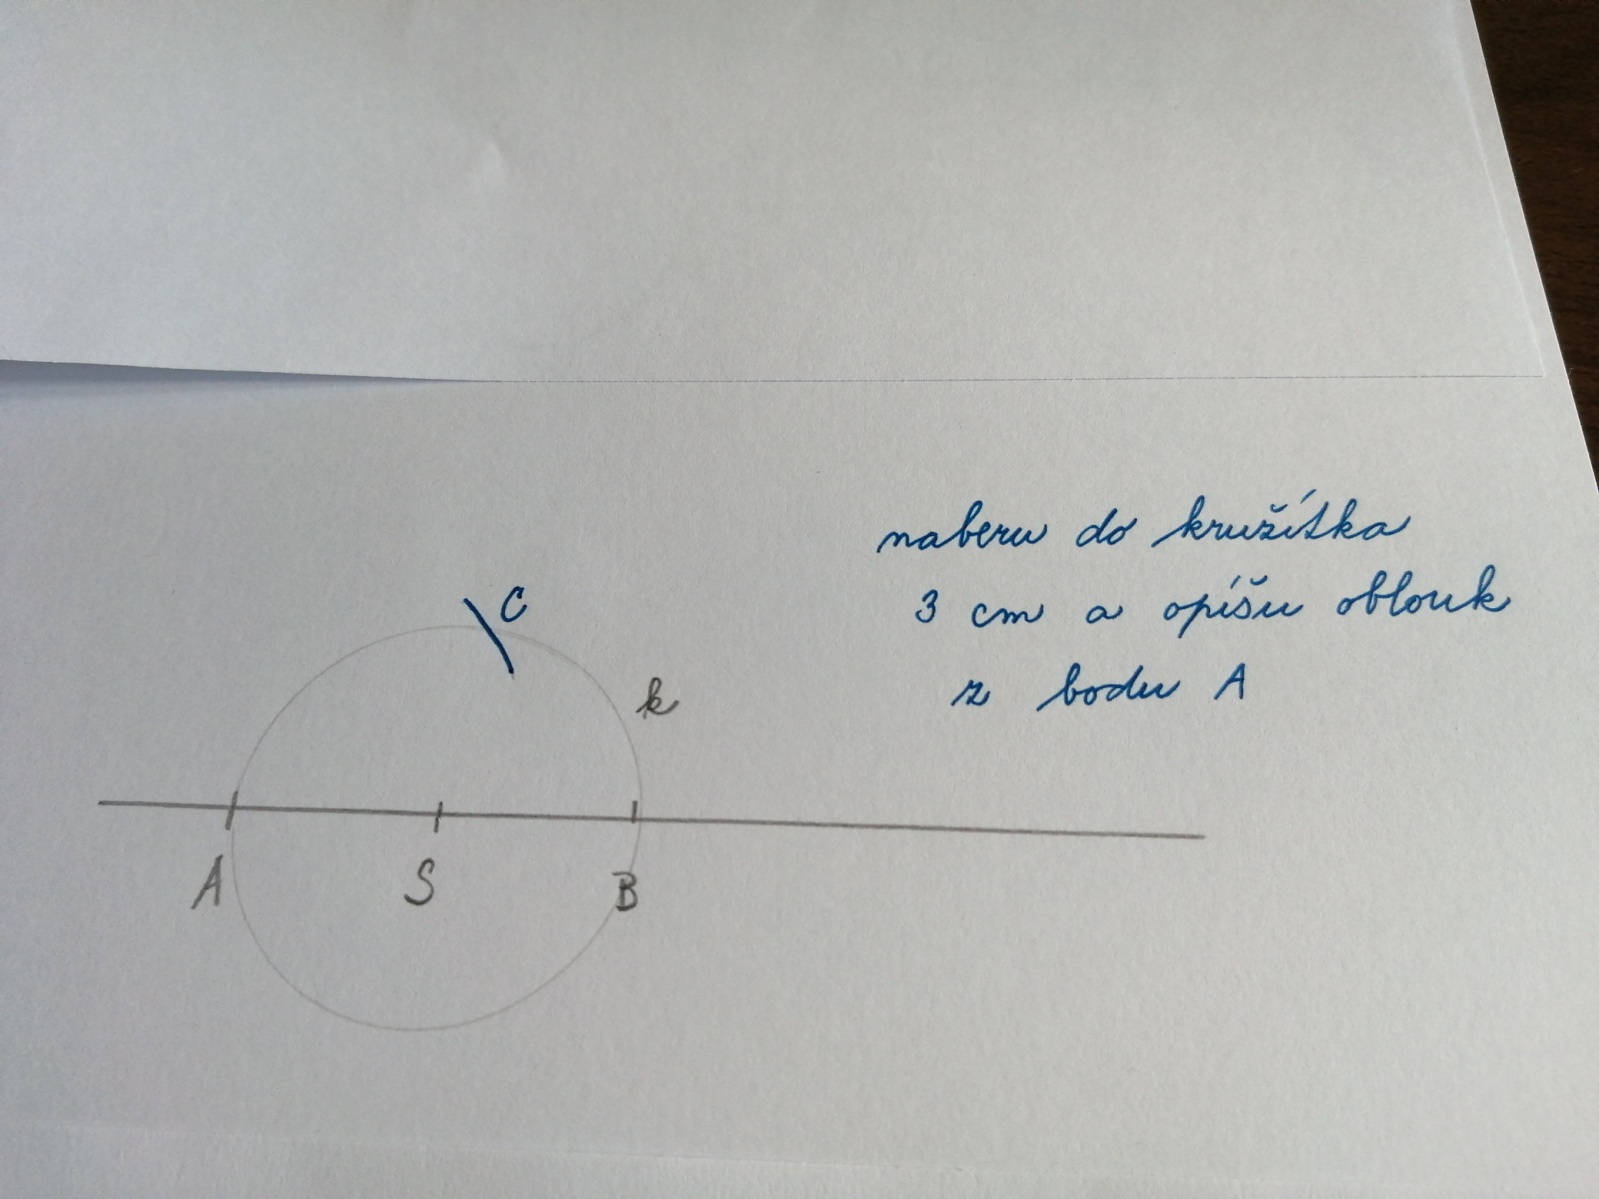 naberu do kružítka
3 cm a opíšu oblouk
z bodu A
C
k
A S B